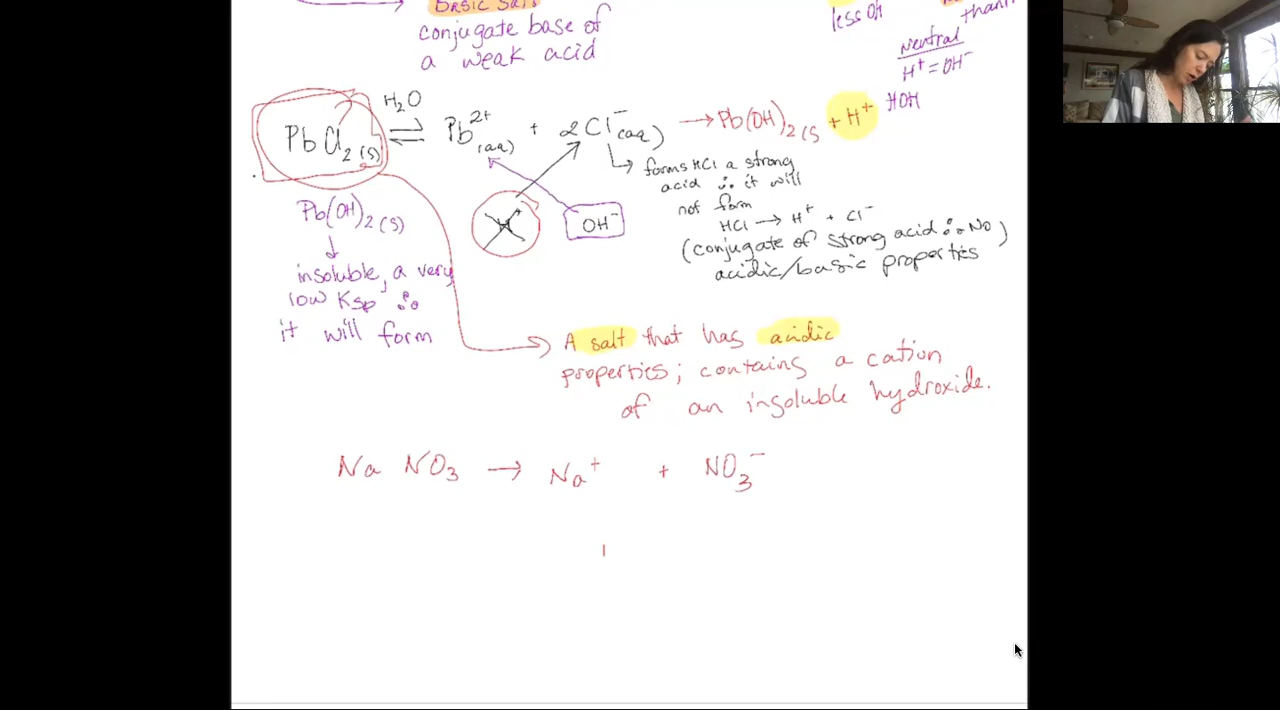 basic salt
conjugate base of
a weak acid
less OH
than
Neutral
H⁺ = OH⁻
HOH
H₂O
PbCl₂(s) ⇌ Pb²⁺(aq) + 2Cl⁻(aq) → Pb(OH)₂(s + H⁺
forms HCl a strong
acid ∴ it will
not form
HCl → H⁺ + Cl⁻
(conjugate of strong acid ∴ No)
acidic/basic properties
H⁺
OH⁻
Pb(OH)₂(s)
↓
insoluble, a very
low Ksp ∴
it will form
A salt that has acidic
properties; contains a cation
of an insoluble hydroxide.
Na NO₃ → Na⁺ + NO₃⁻